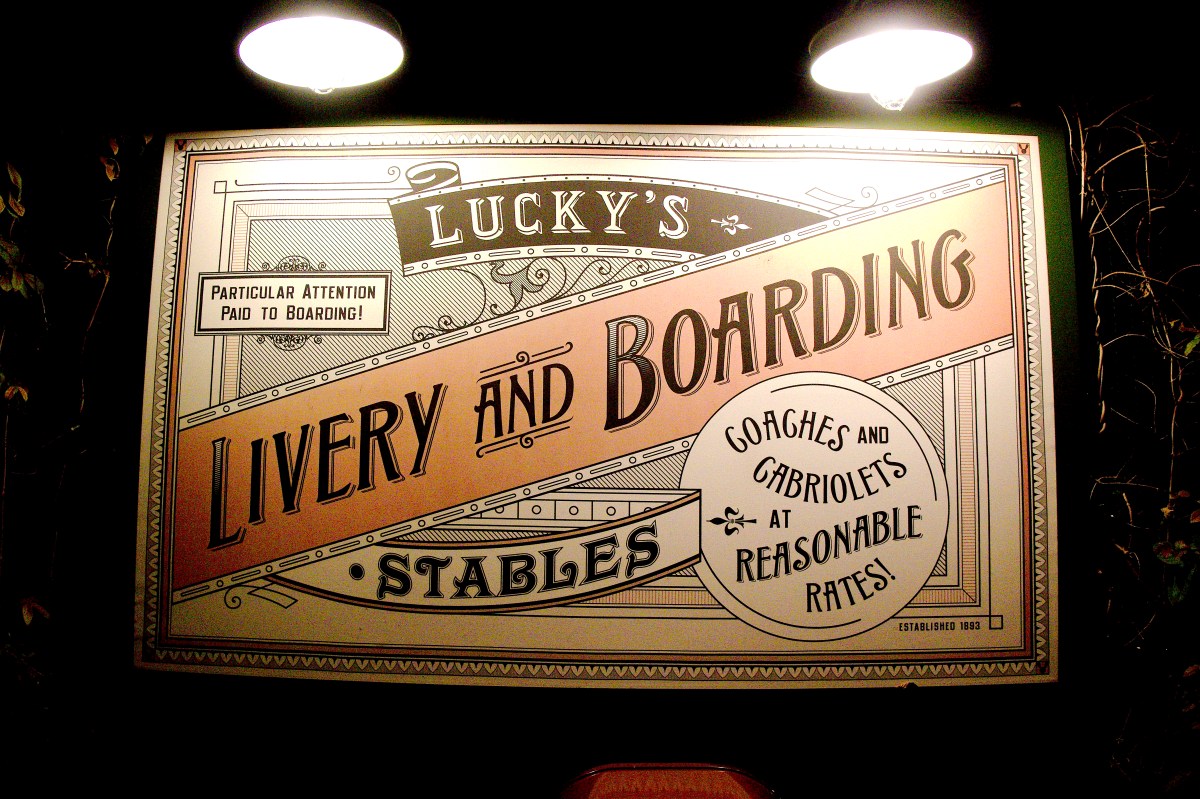 LUCKY'S
PARTICULAR ATTENTION
PAID TO BOARDING!
LIVERY AND BOARDING
STABLES
COACHES AND
CABRIOLETS
AT
REASONABLE
RATES!
ESTABLISHED 1893